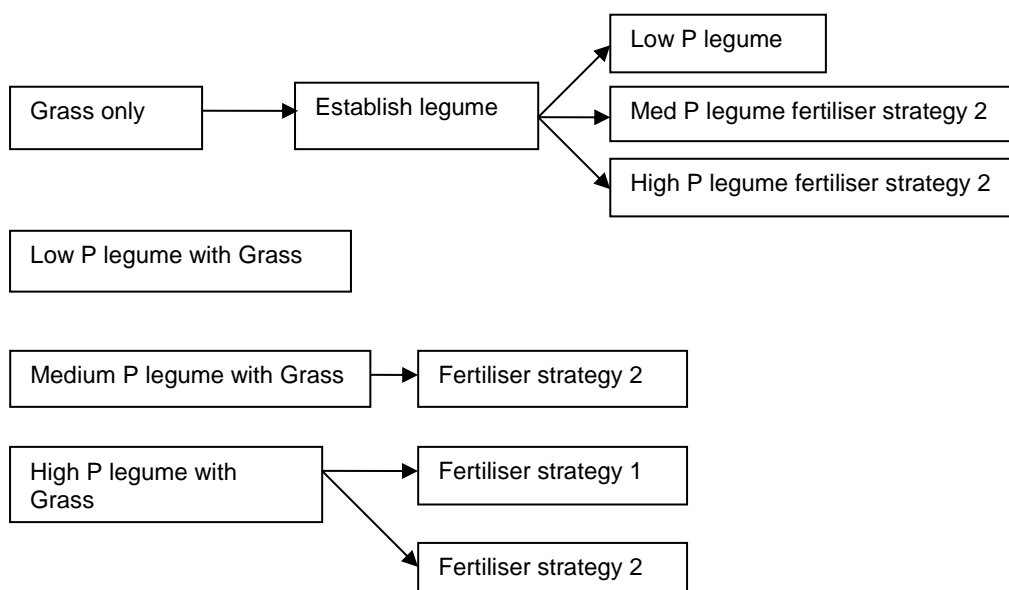 Low P legume
Grass only
Establish legume
Med P legume fertiliser strategy 2
High P legume fertiliser strategy 2
Low P legume with Grass
Medium P legume with Grass
Fertiliser strategy 2
High P legume with
Grass
Fertiliser strategy 1
Fertiliser strategy 2